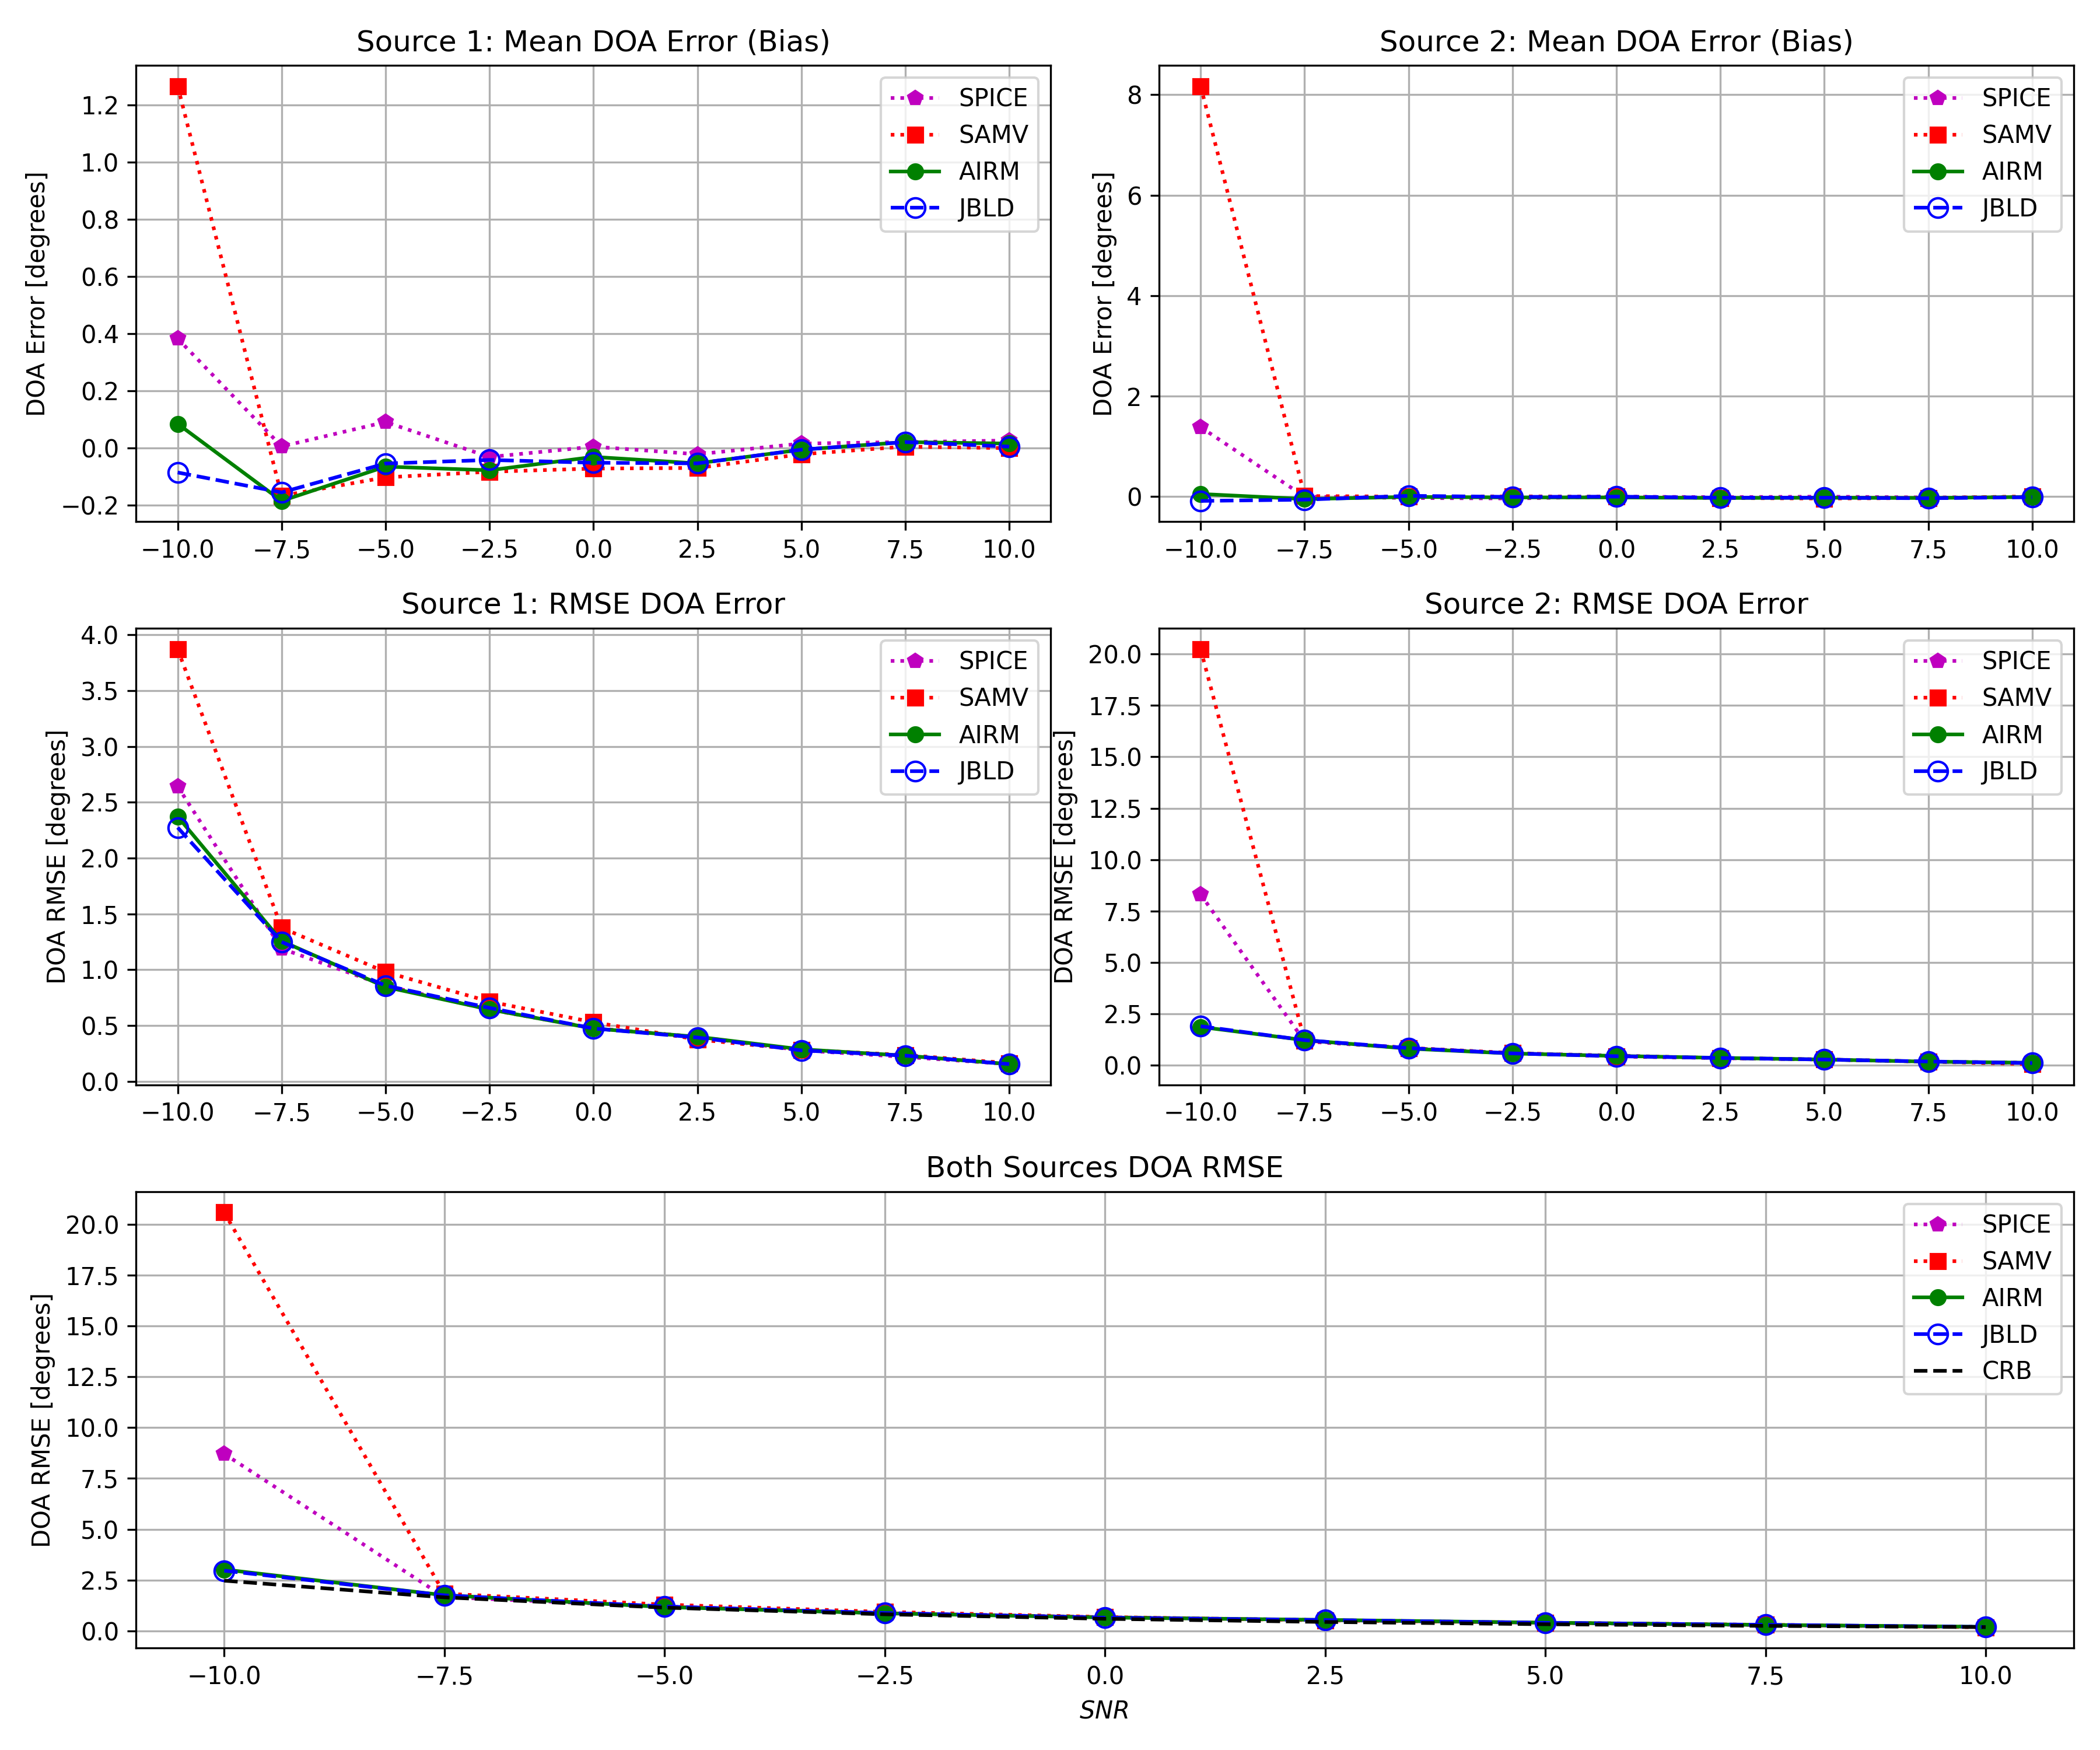 Source 1: Mean DOA Error (Bias)
DOA Error [degrees]
1.2
1.0
0.8
0.6
0.4
0.2
0.0
−0.2
−10.0 −7.5 −5.0 −2.5 0.0 2.5 5.0 7.5 10.0
SPICE
SAMV
AIRM
JBLD
Source 2: Mean DOA Error (Bias)
DOA Error [degrees]
8
6
4
2
0
−10.0 −7.5 −5.0 −2.5 0.0 2.5 5.0 7.5 10.0
SPICE
SAMV
AIRM
JBLD
Source 1: RMSE DOA Error
DOA RMSE [degrees]
4.0
3.5
3.0
2.5
2.0
1.5
1.0
0.5
0.0
−10.0 −7.5 −5.0 −2.5 0.0 2.5 5.0 7.5 10.0
SPICE
SAMV
AIRM
JBLD
Source 2: RMSE DOA Error
DOA RMSE [degrees]
20.0
17.5
15.0
12.5
10.0
7.5
5.0
2.5
0.0
−10.0 −7.5 −5.0 −2.5 0.0 2.5 5.0 7.5 10.0
SPICE
SAMV
AIRM
JBLD
Both Sources DOA RMSE
DOA RMSE [degrees]
20.0
17.5
15.0
12.5
10.0
7.5
5.0
2.5
0.0
−10.0 −7.5 −5.0 −2.5 0.0 2.5 5.0 7.5 10.0
SNR
SPICE
SAMV
AIRM
JBLD
CRB